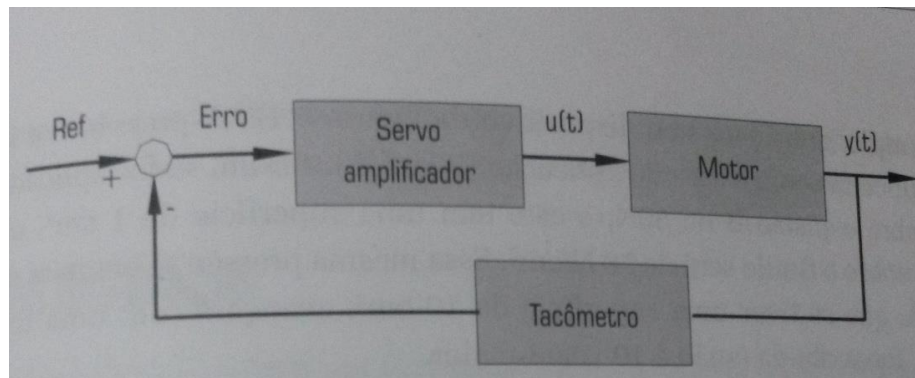 Ref
Erro
Servo
amplificador
u(t)
Motor
y(t)
+
-
Tacômetro